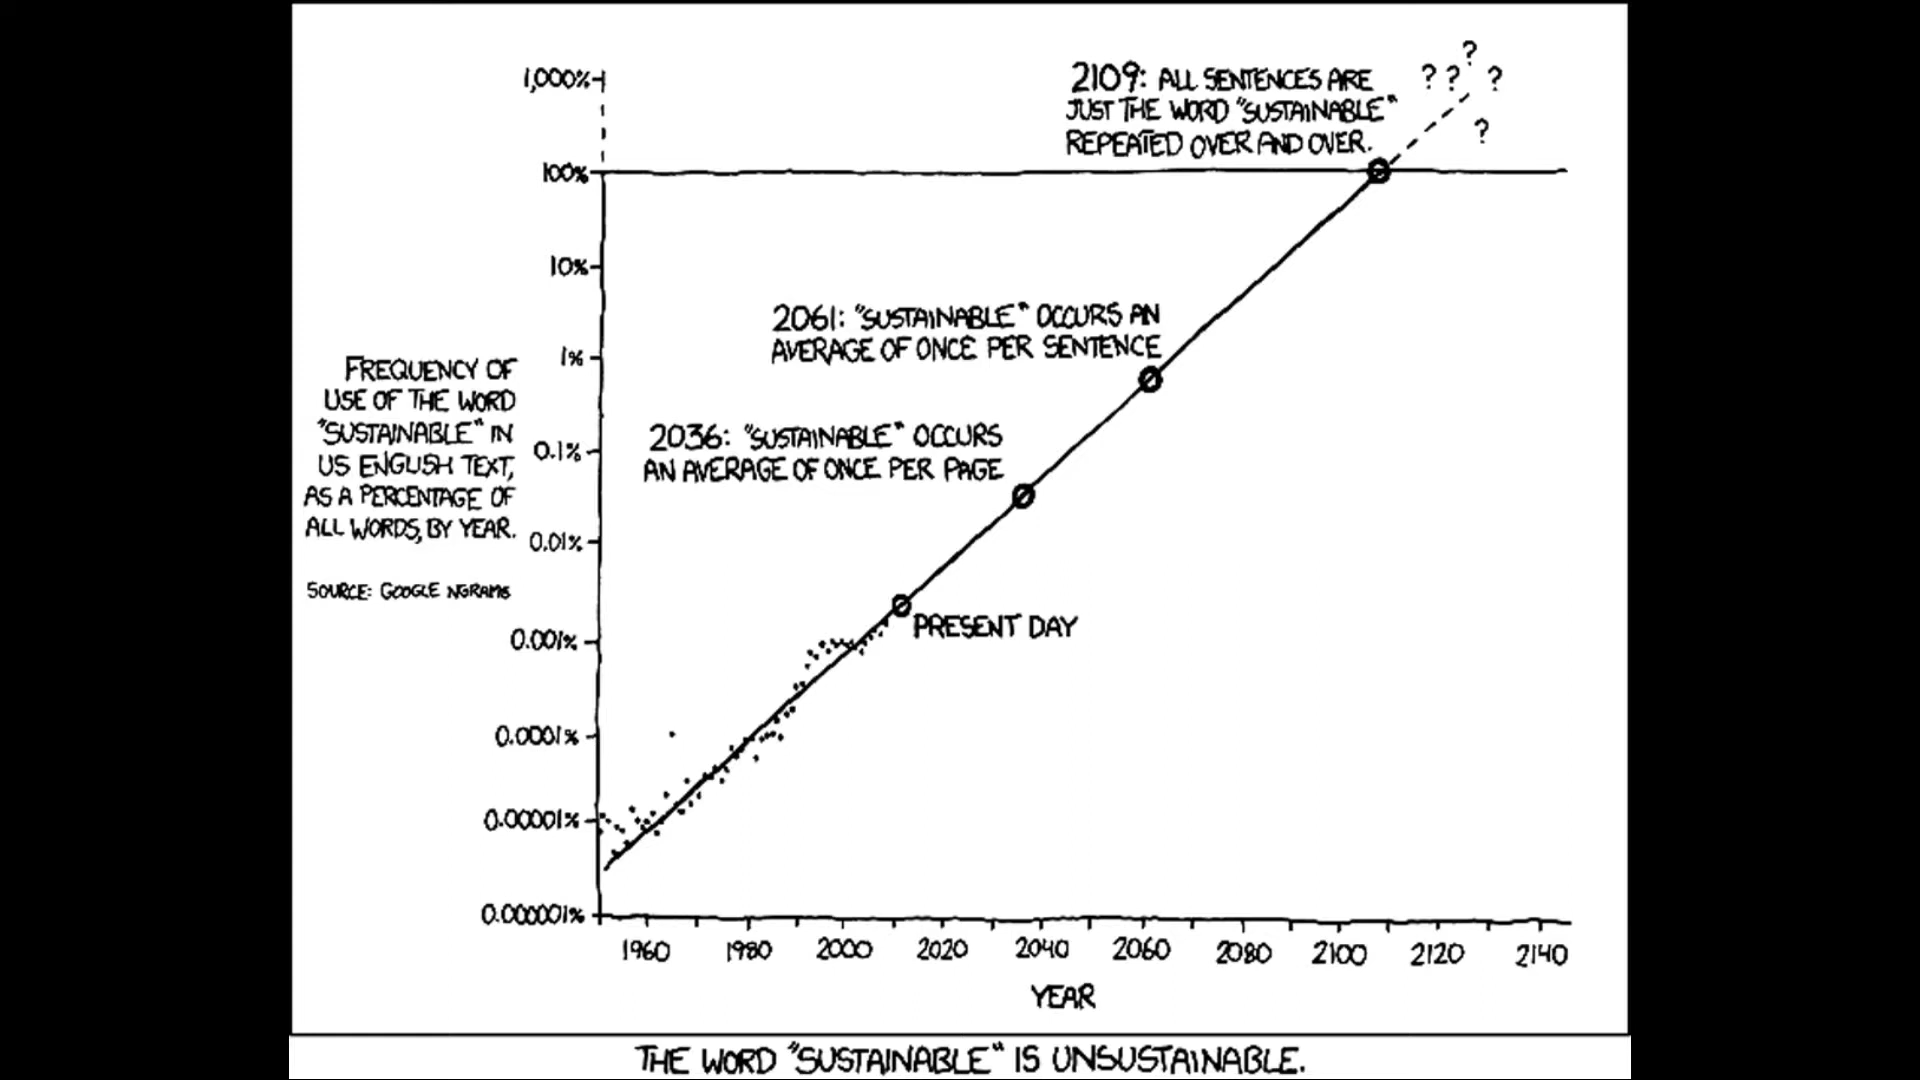 1,000%
2109: ALL SENTENCES ARE
JUST THE WORD "SUSTAINABLE"
REPEATED OVER AND OVER.
? ? ? ? ?
100%
10%
2061: "SUSTAINABLE" OCCURS AN
AVERAGE OF ONCE PER SENTENCE
1%
FREQUENCY OF
USE OF THE WORD
"SUSTAINABLE" IN
US ENGLISH TEXT,
AS A PERCENTAGE OF
ALL WORDS, BY YEAR.
SOURCE: GOOGLE NGRAMS
2036: "SUSTAINABLE" OCCURS
AN AVERAGE OF ONCE PER PAGE
0.1%
0.01%
PRESENT DAY
0.001%
0.0001%
0.00001%
0.000001%
1960 1980 2000 2020 2040 2060 2080 2100 2120 2140
YEAR
THE WORD "SUSTAINABLE" IS UNSUSTAINABLE.